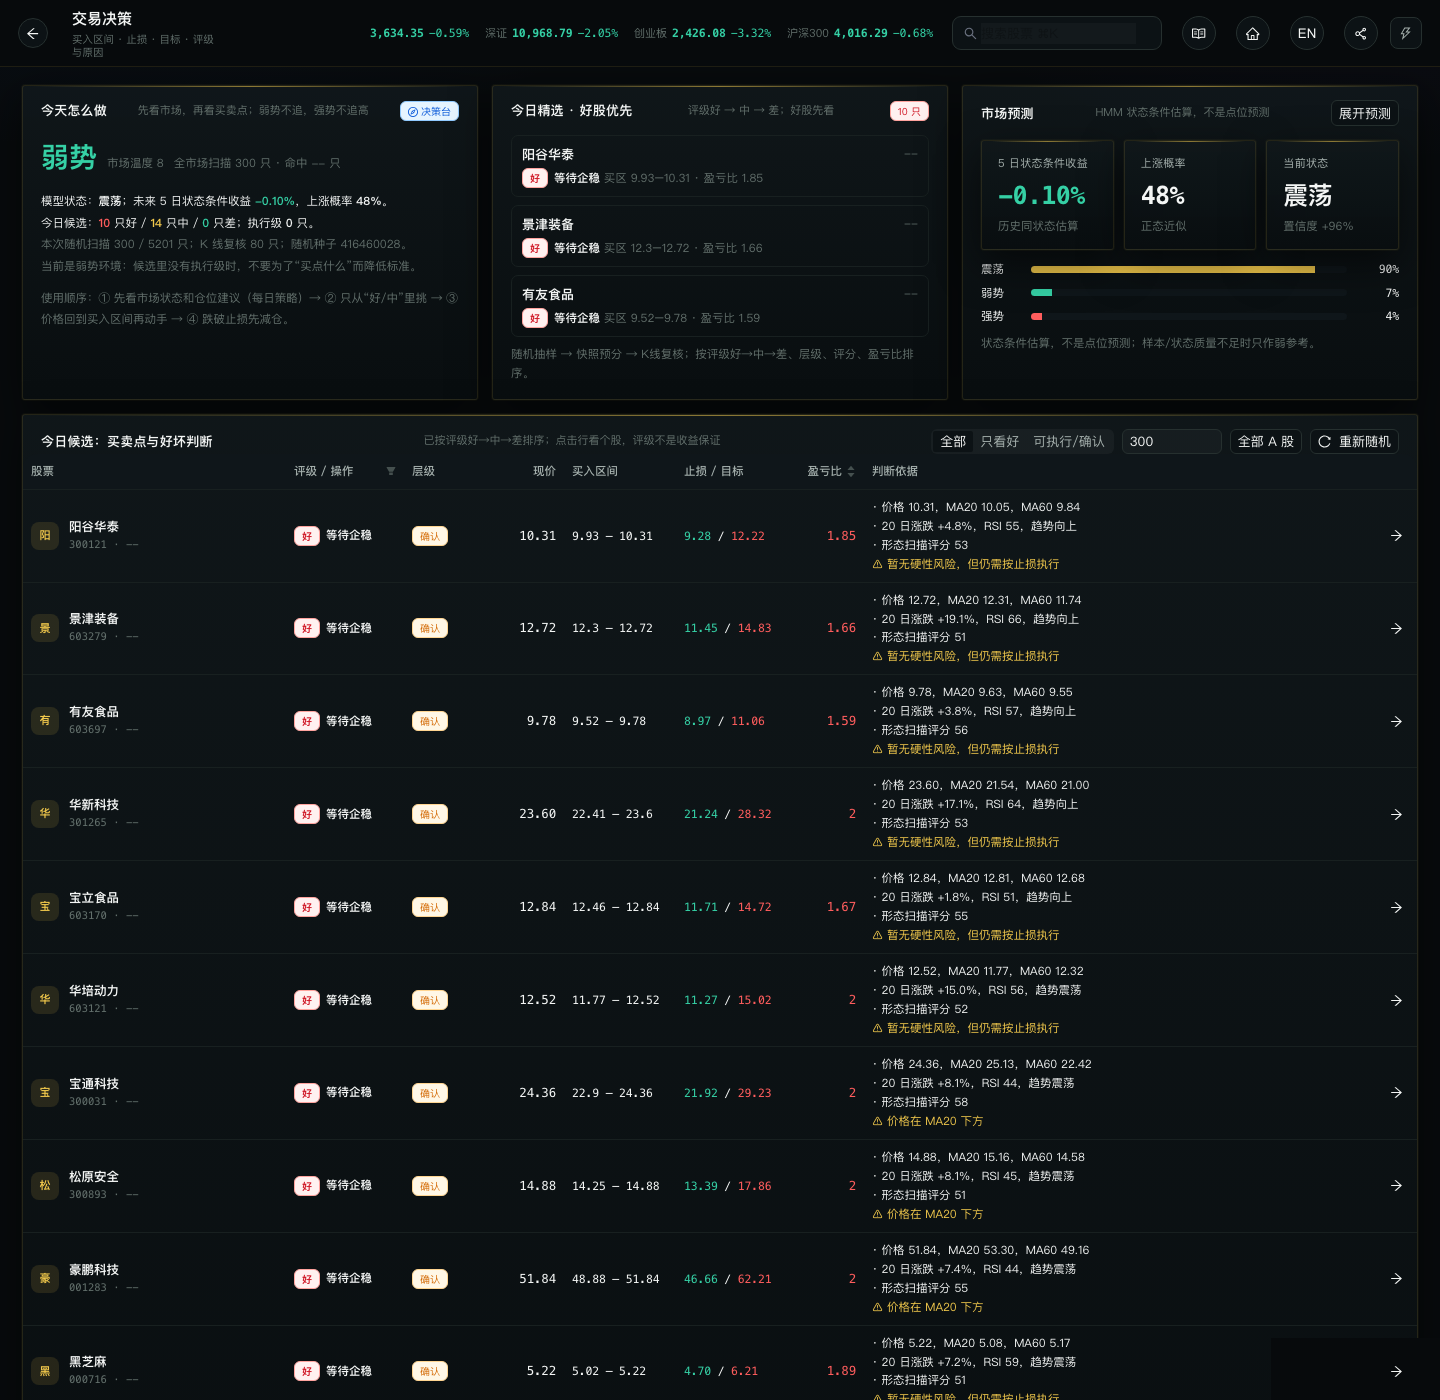 交易决策
买入区间 · 止损 · 目标 · 评级
与原因
3,634.35 −0.59% 深证 10,968.79 −2.05% 创业板 2,426.08 −3.32% 沪深300 4,016.29 −0.68%
EN
今天怎么做 先看市场，再看买卖点；弱势不追，强势不追高 决策台
弱势 市场温度 8 全市场扫描 300 只 · 命中 —— 只
模型状态：震荡；未来 5 日状态条件收益 −0.10%，上涨概率 48%。
今日候选：10 只好 / 14 只中 / 0 只差；执行级 0 只。
本次随机扫描 300 / 5201 只；K 线复核 80 只；随机种子 416460028。
当前是弱势环境：候选里没有执行级时，不要为了“买点什么”而降低标准。
使用顺序：① 先看市场状态和仓位建议（每日策略）→ ② 只从“好/中”里挑 → ③
价格回到买入区间再动手 → ④ 跌破止损先减仓。
今日精选 · 好股优先 评级好 → 中 → 差；好股先看 10 只
阳谷华泰 ——
好 等待企稳 买区 9.93—10.31 · 盈亏比 1.85
景津装备 ——
好 等待企稳 买区 12.3—12.72 · 盈亏比 1.66
有友食品 ——
好 等待企稳 买区 9.52—9.78 · 盈亏比 1.59
随机抽样 → 快照预分 → K线复核；按评级好→中→差、层级、评分、盈亏比排
序。
市场预测 HMM 状态条件估算，不是点位预测 展开预测
5 日状态条件收益
−0.10%
历史同状态估算
上涨概率
48%
正态近似
当前状态
震荡
置信度 +96%
震荡 90%
弱势 7%
强势 4%
状态条件估算，不是点位预测；样本/状态质量不足时只作弱参考。
今日候选：买卖点与好坏判断 已按评级好→中→差排序；点击行看个股，评级不是收益保证 全部 只看好 可执行/确认 300 全部 A 股 重新随机
股票 评级 / 操作 层级 现价 买入区间 止损 / 目标 盈亏比 判断依据
阳 阳谷华泰 300121 · —— 好 等待企稳 确认 10.31 9.93 — 10.31 9.28 / 12.22 1.85
· 价格 10.31，MA20 10.05，MA60 9.84
· 20 日涨跌 +4.8%，RSI 55，趋势向上
· 形态扫描评分 53
⚠ 暂无硬性风险，但仍需按止损执行
景 景津装备 603279 · —— 好 等待企稳 确认 12.72 12.3 — 12.72 11.45 / 14.83 1.66
· 价格 12.72，MA20 12.31，MA60 11.74
· 20 日涨跌 +19.1%，RSI 66，趋势向上
· 形态扫描评分 51
⚠ 暂无硬性风险，但仍需按止损执行
有 有友食品 603697 · —— 好 等待企稳 确认 9.78 9.52 — 9.78 8.97 / 11.06 1.59
· 价格 9.78，MA20 9.63，MA60 9.55
· 20 日涨跌 +3.8%，RSI 57，趋势向上
· 形态扫描评分 56
⚠ 暂无硬性风险，但仍需按止损执行
华 华新科技 301265 · —— 好 等待企稳 确认 23.60 22.41 — 23.6 21.24 / 28.32 2
· 价格 23.60，MA20 21.54，MA60 21.00
· 20 日涨跌 +17.1%，RSI 64，趋势向上
· 形态扫描评分 53
⚠ 暂无硬性风险，但仍需按止损执行
宝 宝立食品 603170 · —— 好 等待企稳 确认 12.84 12.46 — 12.84 11.71 / 14.72 1.67
· 价格 12.84，MA20 12.81，MA60 12.68
· 20 日涨跌 +1.8%，RSI 51，趋势向上
· 形态扫描评分 55
⚠ 暂无硬性风险，但仍需按止损执行
华 华培动力 603121 · —— 好 等待企稳 确认 12.52 11.77 — 12.52 11.27 / 15.02 2
· 价格 12.52，MA20 11.77，MA60 12.32
· 20 日涨跌 +15.0%，RSI 56，趋势震荡
· 形态扫描评分 52
⚠ 暂无硬性风险，但仍需按止损执行
宝 宝通科技 300031 · —— 好 等待企稳 确认 24.36 22.9 — 24.36 21.92 / 29.23 2
· 价格 24.36，MA20 25.13，MA60 22.42
· 20 日涨跌 +8.1%，RSI 44，趋势震荡
· 形态扫描评分 58
⚠ 价格在 MA20 下方
松 松原安全 300893 · —— 好 等待企稳 确认 14.88 14.25 — 14.88 13.39 / 17.86 2
· 价格 14.88，MA20 15.16，MA60 14.58
· 20 日涨跌 +8.1%，RSI 45，趋势震荡
· 形态扫描评分 51
⚠ 价格在 MA20 下方
豪 豪鹏科技 001283 · —— 好 等待企稳 确认 51.84 48.88 — 51.84 46.66 / 62.21 2
· 价格 51.84，MA20 53.30，MA60 49.16
· 20 日涨跌 +7.4%，RSI 44，趋势震荡
· 形态扫描评分 55
⚠ 价格在 MA20 下方
黑 黑芝麻 000716 · —— 好 等待企稳 确认 5.22 5.02 — 5.22 4.70 / 6.21 1.89
· 价格 5.22，MA20 5.08，MA60 5.17
· 20 日涨跌 +7.2%，RSI 59，趋势震荡
· 形态扫描评分 51
⚠ 暂无硬性风险，但仍需按止损执行